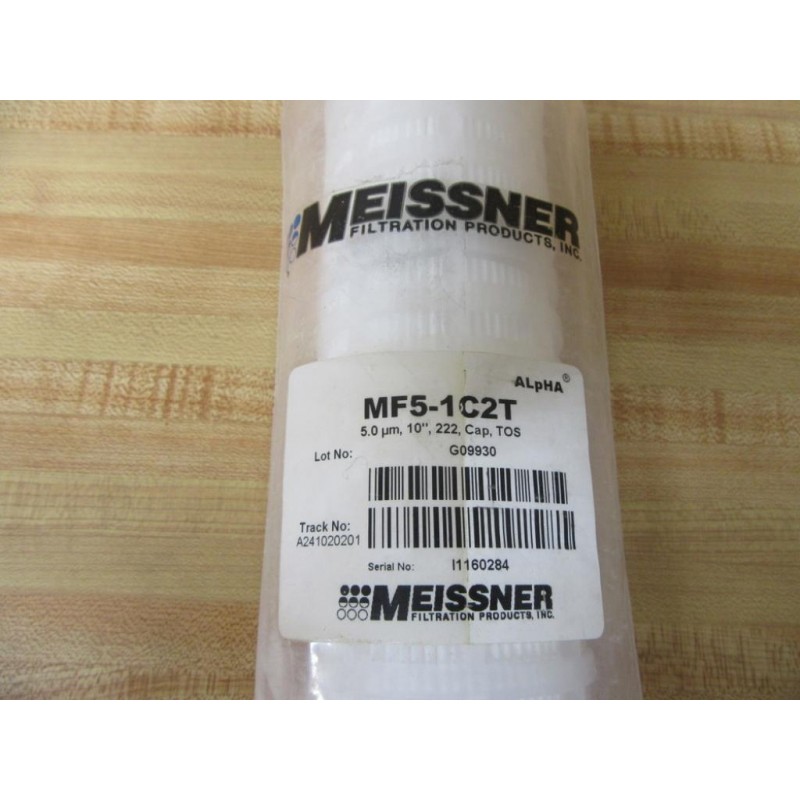 MEISSNER
FILTRATION PRODUCTS, INC.
ALpHA®
MF5-1C2T
5.0 µm, 10", 222, Cap, TOS
Lot No: G09930
Track No:
A241020201
Serial No: I1160284
MEISSNER
FILTRATION PRODUCTS, INC.